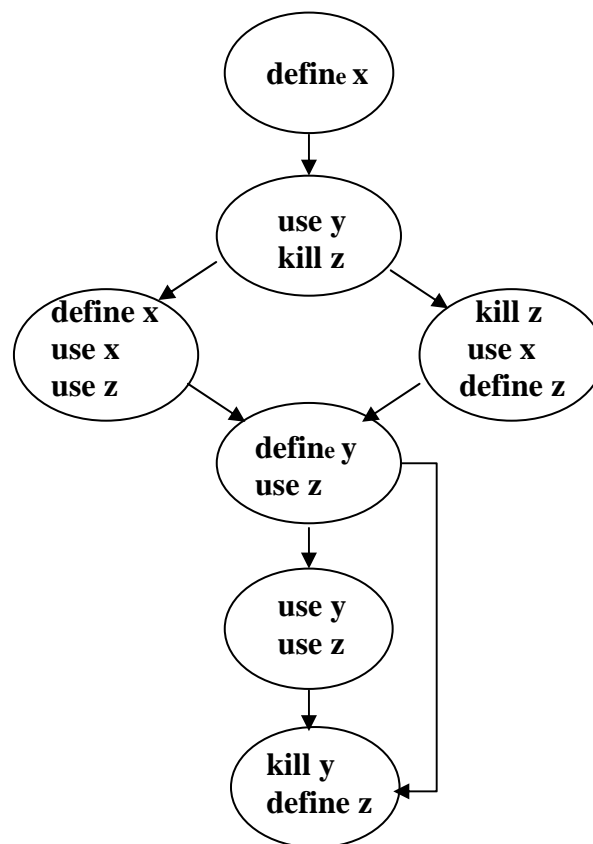 define x
use y
kill z
define x
use x
use z
kill z
use x
define z
define y
use z
use y
use z
kill y
define z